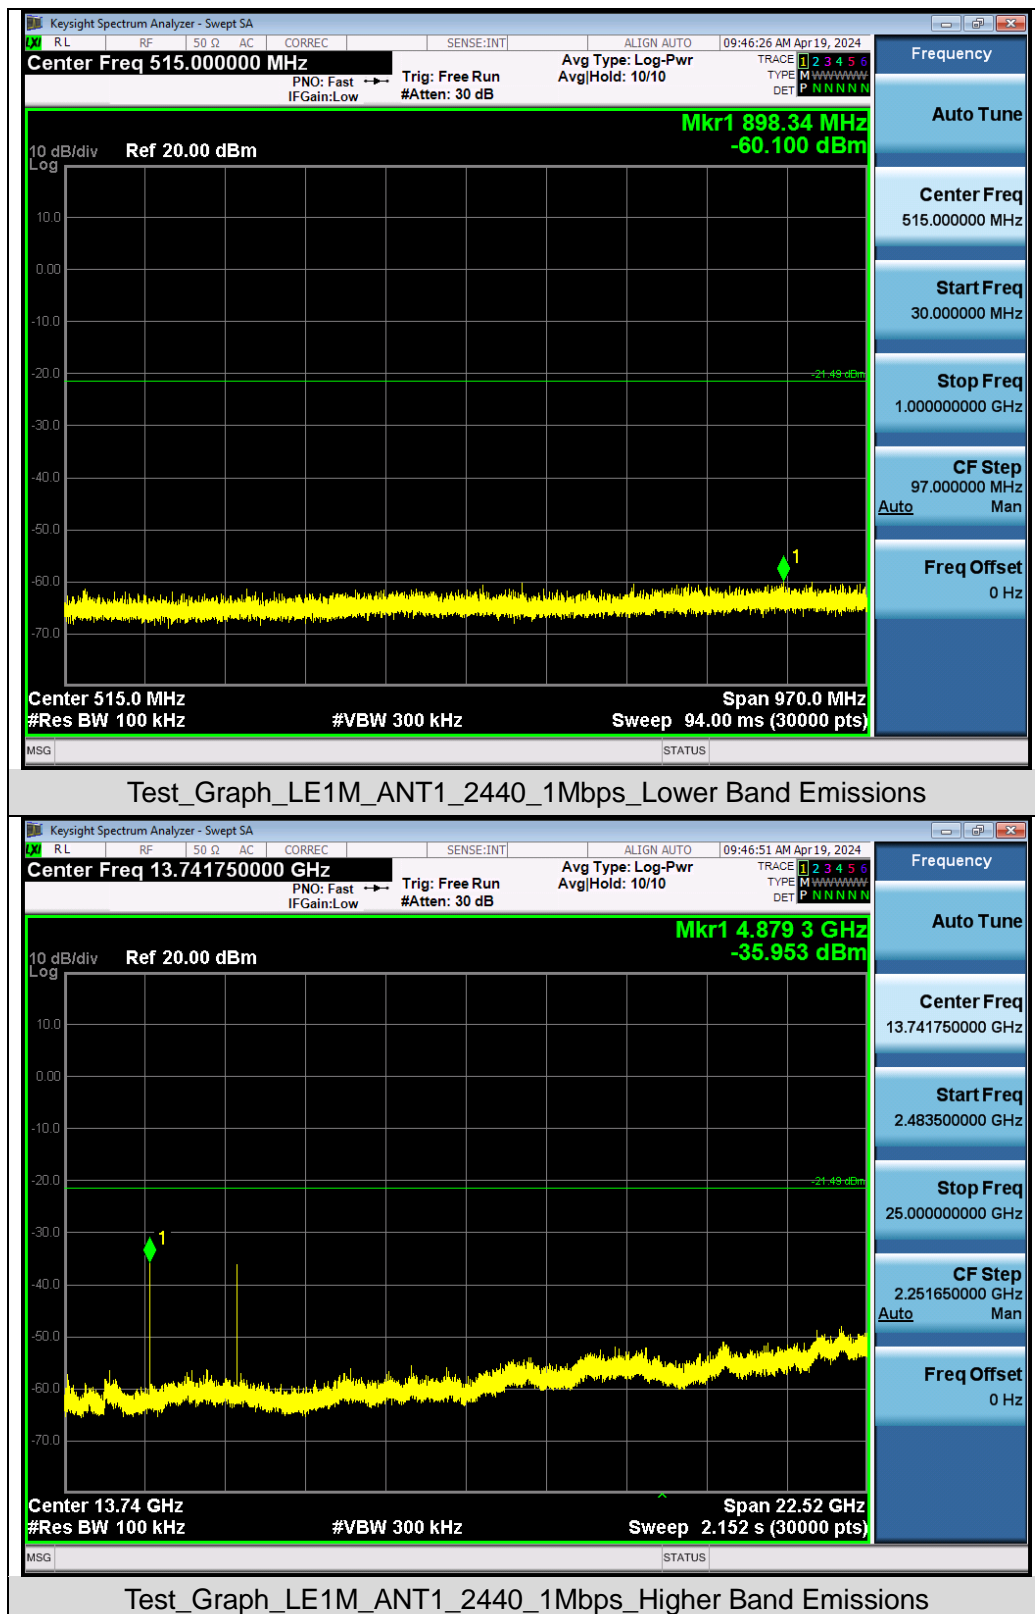 Keysight Spectrum Analyzer - Swept SA
LXI RL RF 50 Ω AC CORREC SENSE:INT ALIGN AUTO 09:46:26 AM Apr 19, 2024
Center Freq 515.000000 MHz Avg Type: Log-Pwr TRACE 1 2 3 4 5 6
PNO: Fast Trig: Free Run Avg|Hold: 10/10 TYPE M WWWWW
IFGain:Low #Atten: 30 dB DET P N N N N N
Mkr1 898.34 MHz
10 dB/div Ref 20.00 dBm -60.100 dBm
Log
10.0
0.00
-10.0
-20.0
-21.49 dBm
-30.0
-40.0
-50.0
1
-60.0
-70.0
Center 515.0 MHz Span 970.0 MHz
#Res BW 100 kHz #VBW 300 kHz Sweep 94.00 ms (30000 pts)
MSG STATUS
Frequency
Auto Tune
Center Freq
515.000000 MHz
Start Freq
30.000000 MHz
Stop Freq
1.000000000 GHz
CF Step
97.000000 MHz
Auto Man
Freq Offset
0 Hz
Test_Graph_LE1M_ANT1_2440_1Mbps_Lower Band Emissions
Keysight Spectrum Analyzer - Swept SA
LXI RL RF 50 Ω AC CORREC SENSE:INT ALIGN AUTO 09:46:51 AM Apr 19, 2024
Center Freq 13.741750000 GHz Avg Type: Log-Pwr TRACE 1 2 3 4 5 6
PNO: Fast Trig: Free Run Avg|Hold: 10/10 TYPE M WWWWW
IFGain:Low #Atten: 30 dB DET P N N N N N
Mkr1 4.879 3 GHz
10 dB/div Ref 20.00 dBm -35.953 dBm
Log
10.0
0.00
-10.0
-20.0
-21.49 dBm
-30.0
1
-40.0
-50.0
-60.0
-70.0
Center 13.74 GHz Span 22.52 GHz
#Res BW 100 kHz #VBW 300 kHz Sweep 2.152 s (30000 pts)
MSG STATUS
Frequency
Auto Tune
Center Freq
13.741750000 GHz
Start Freq
2.483500000 GHz
Stop Freq
25.000000000 GHz
CF Step
2.251650000 GHz
Auto Man
Freq Offset
0 Hz
Test_Graph_LE1M_ANT1_2440_1Mbps_Higher Band Emissions